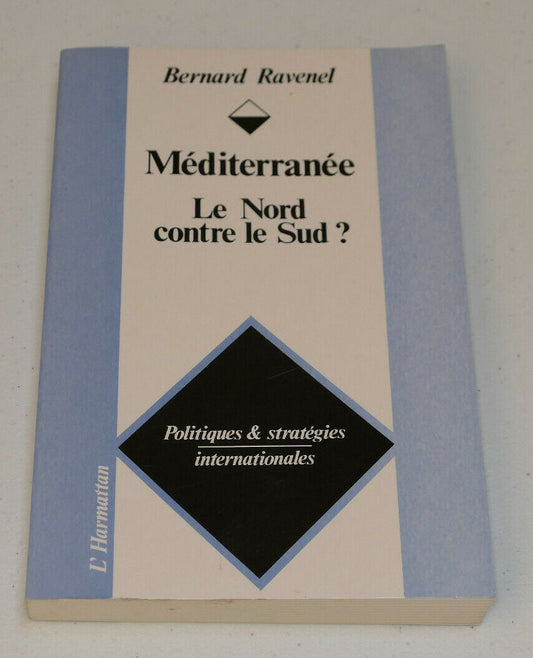 Bernard Ravenel
Méditerranée
Le Nord
contre le Sud ?
Politiques & stratégies
internationales
L'Harmattan